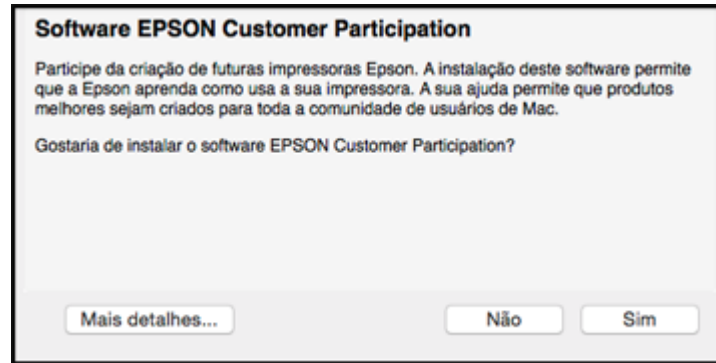 Software EPSON Customer Participation
Participe da criação de futuras impressoras Epson. A instalação deste software permite
que a Epson aprenda como usa a sua impressora. A sua ajuda permite que produtos
melhores sejam criados para toda a comunidade de usuários de Mac.
Gostaria de instalar o software EPSON Customer Participation?
Mais detalhes...
Não
Sim